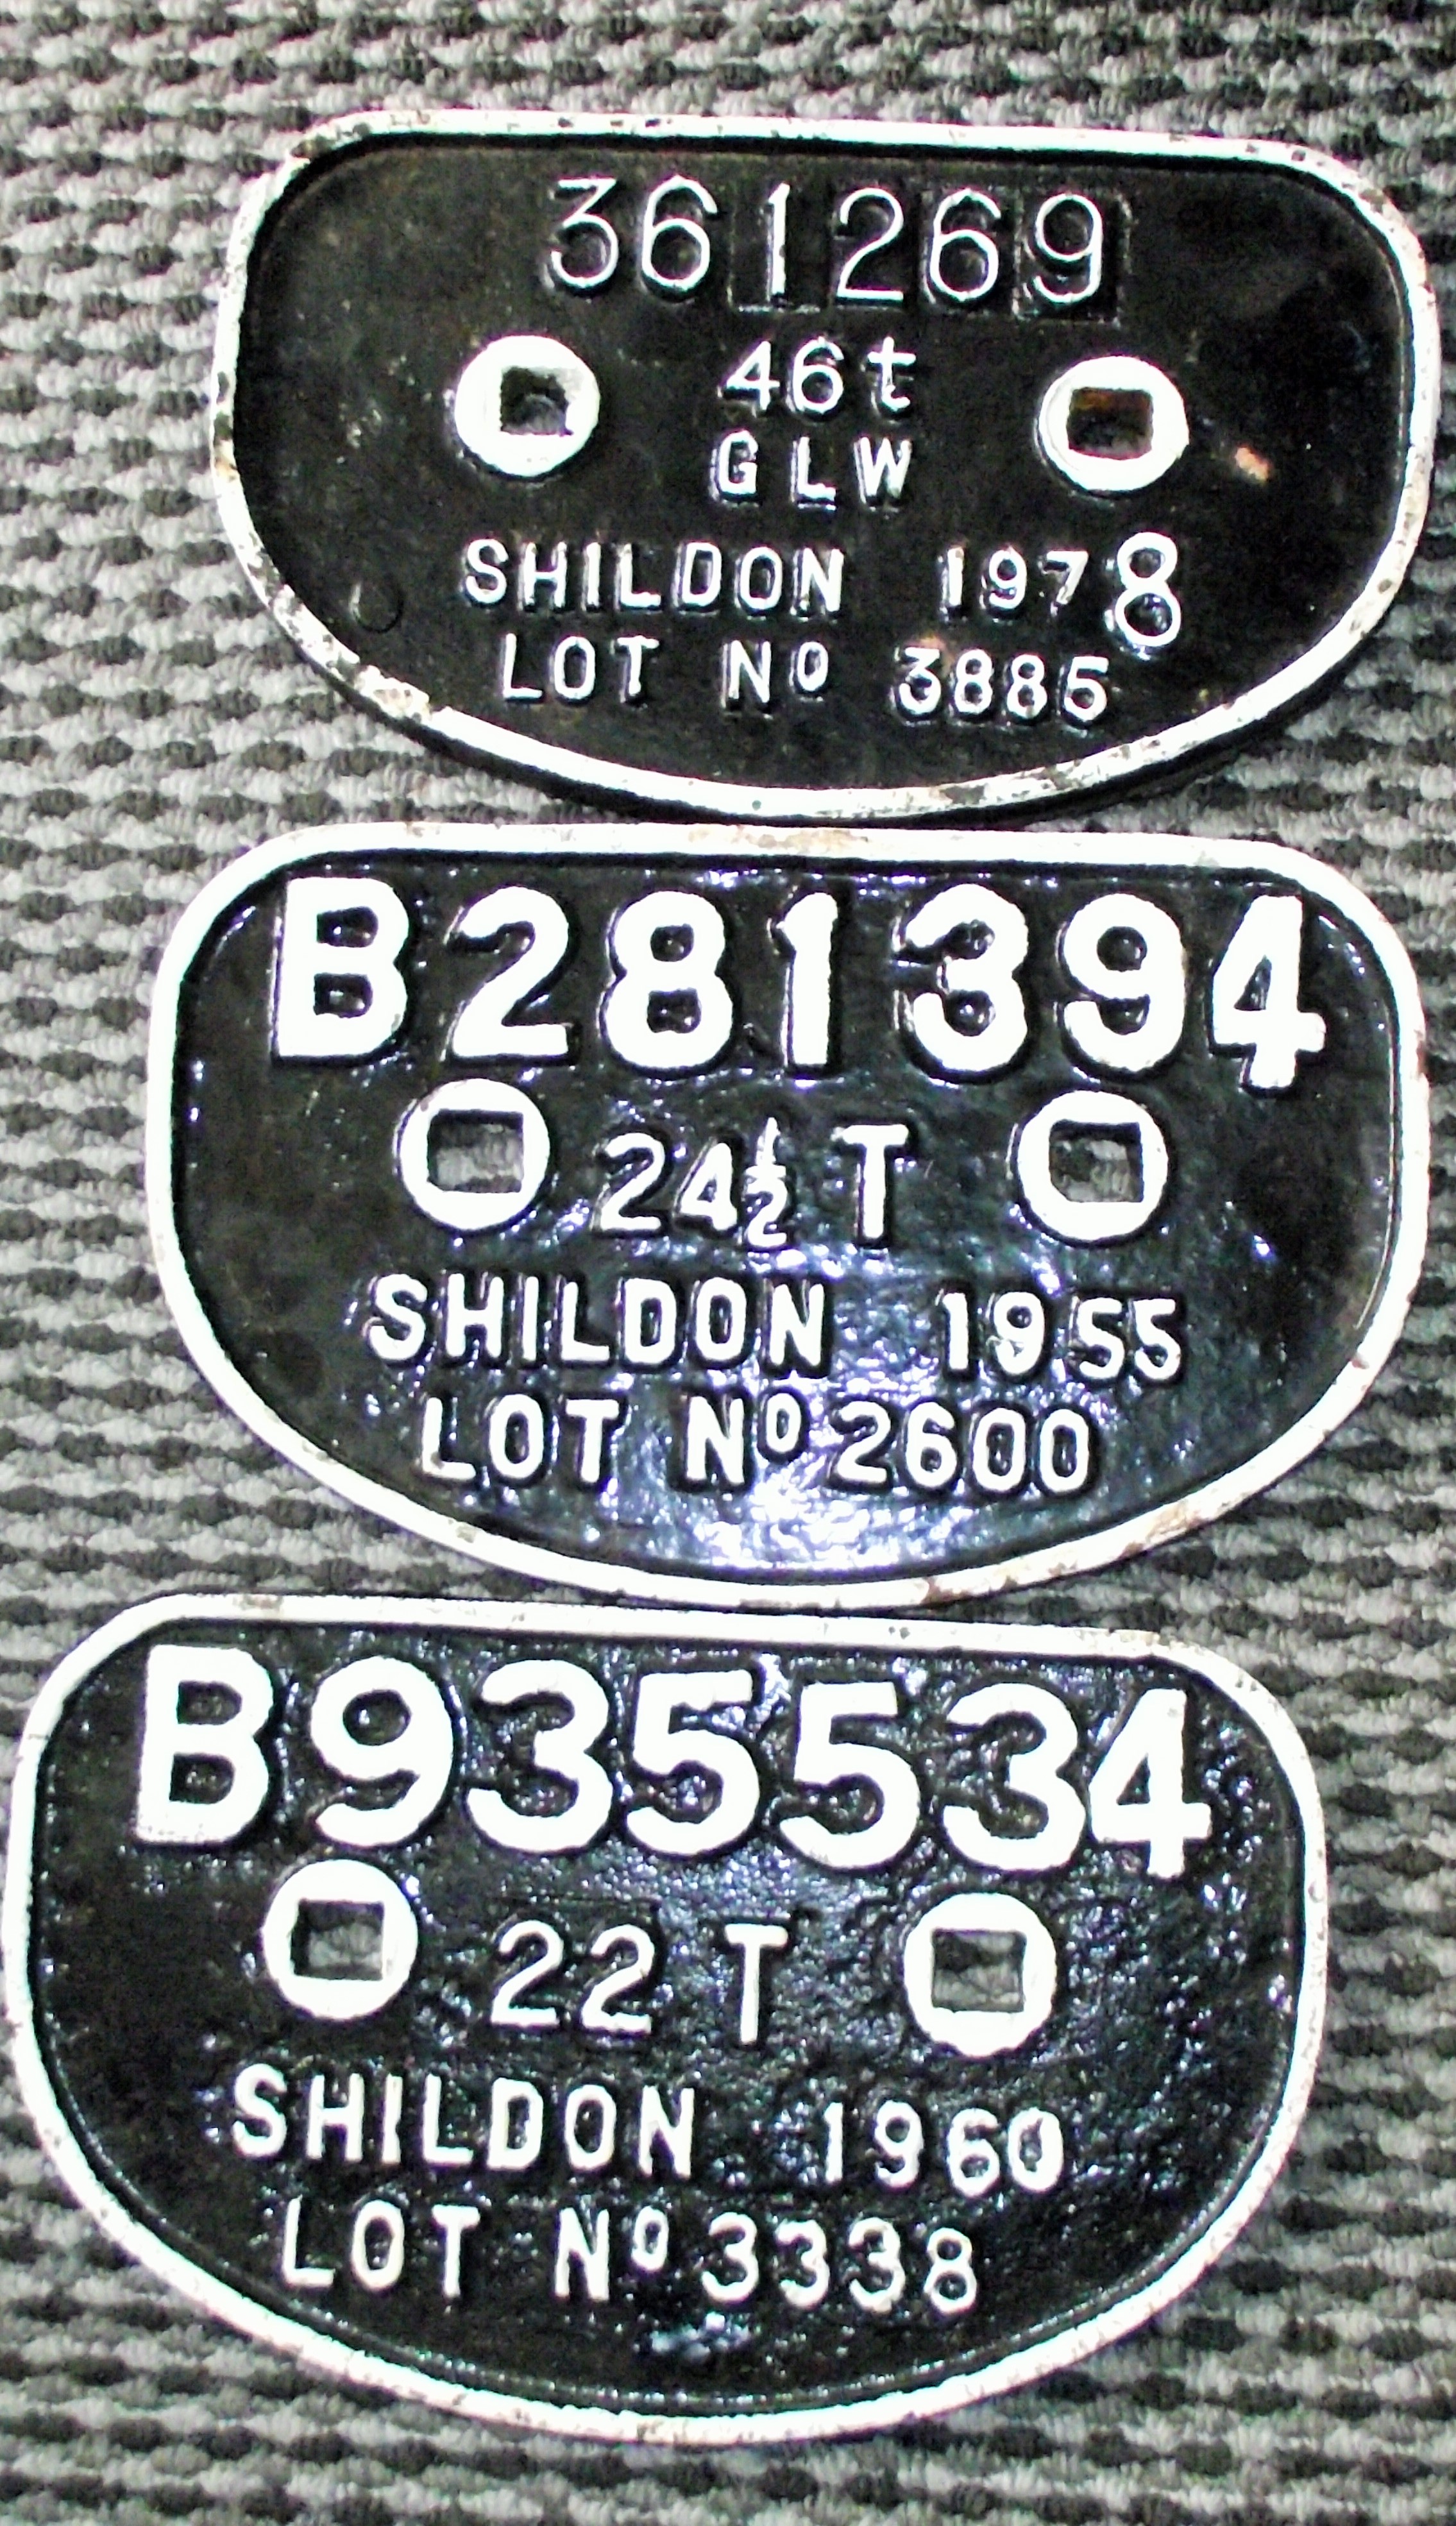 361269
46t
GLW
SHILDON 1978
LOT Nº 3885
B281394
24½ T
SHILDON 1955
LOT Nº 2600
B935534
22 T
SHILDON 1960
LOT Nº 3338